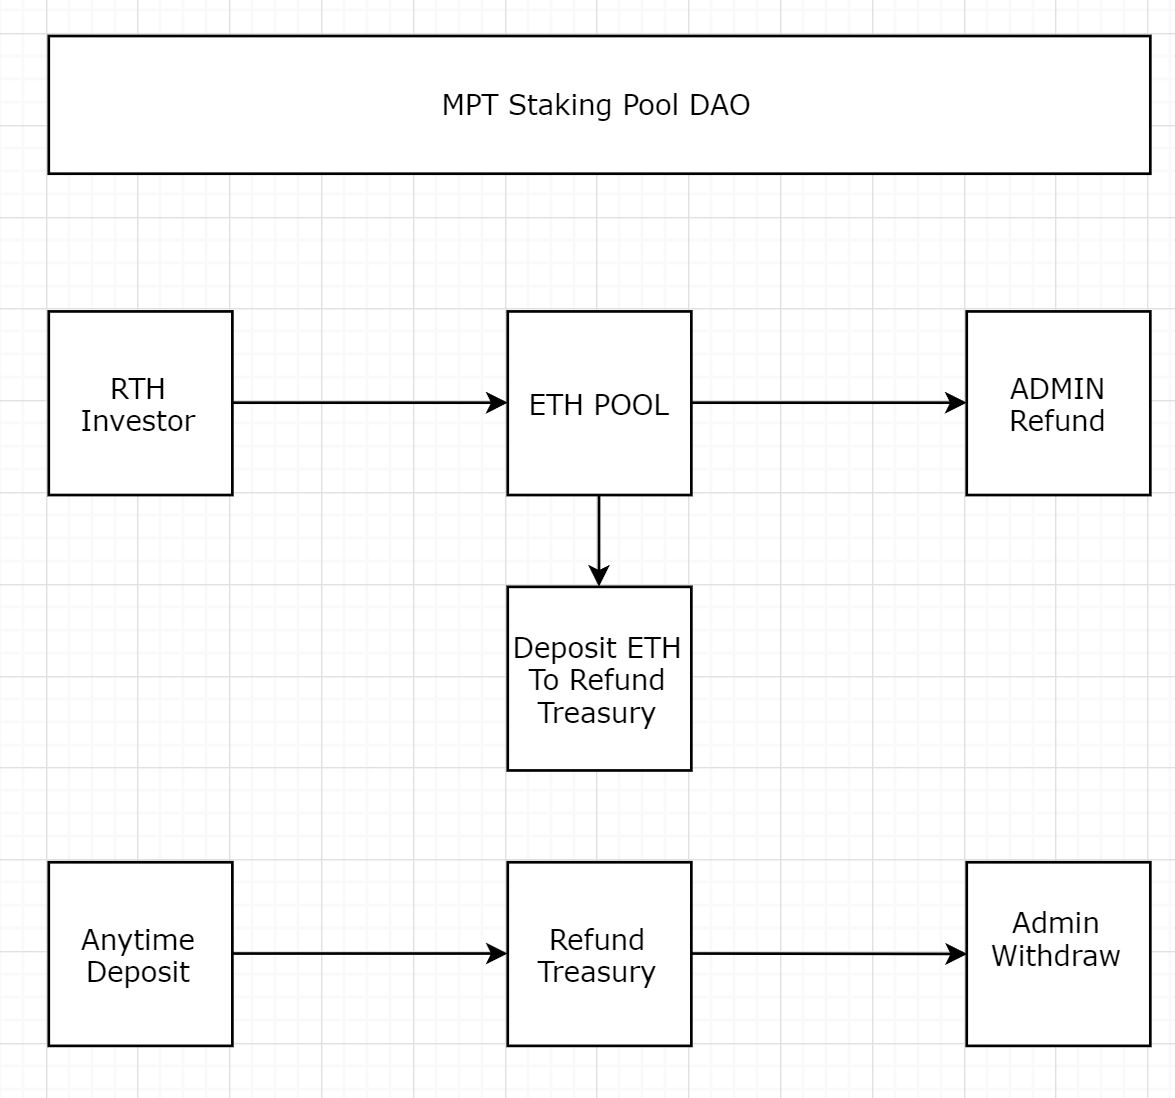 MPT Staking Pool DAO
RTH
Investor
ETH POOL
ADMIN
Refund
Deposit ETH
To Refund
Treasury
Anytime
Deposit
Refund
Treasury
Admin
Withdraw